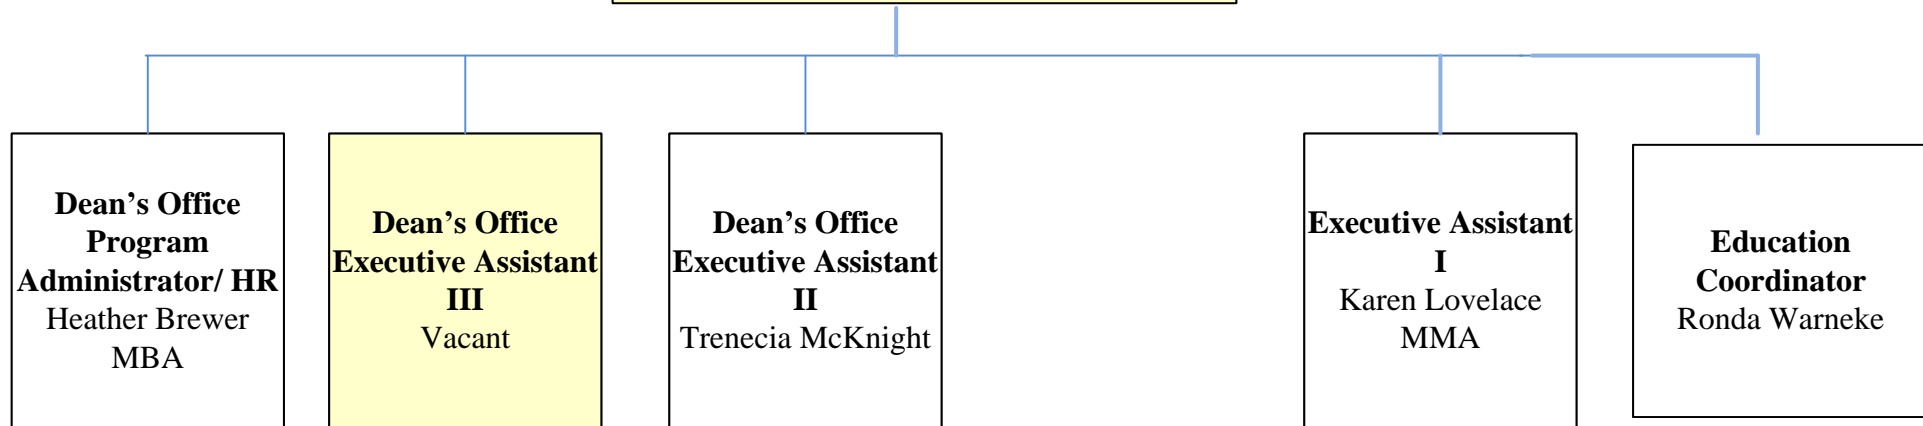 Dean’s Office
Program
Administrator/ HR
Heather Brewer
MBA
Dean’s Office
Executive Assistant
III
Vacant
Dean’s Office
Executive Assistant
II
Trenecia McKnight
Executive Assistant
I
Karen Lovelace
MMA
Education
Coordinator
Ronda Warneke